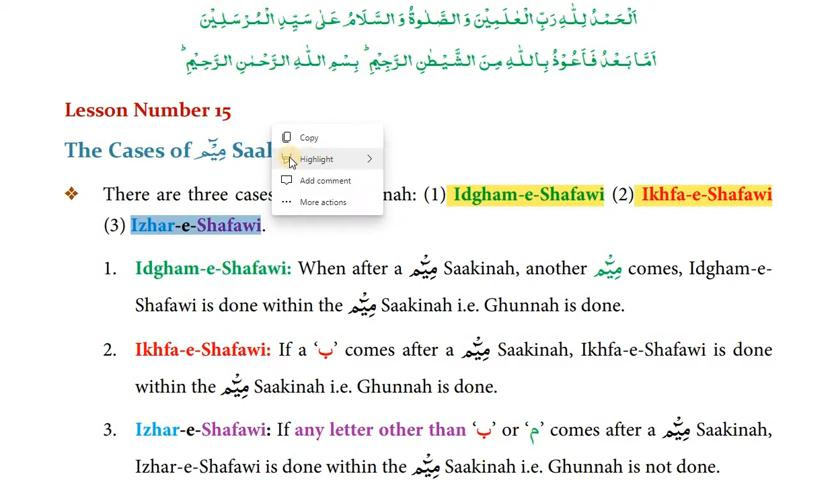 اَلْحَمْدُ لِلّٰہِ رَبِّ الْعٰلَمِیْنَ وَالصَّلٰوۃُ وَالسَّلَامُ عَلٰی سَیِّدِ الْمُرْسَلِیْنَ
اَمَّا بَعْدُ فَاَعُوْذُ بِاللّٰہِ مِنَ الشَّیْطٰنِ الرَّجِیْمِ ؕ بِسْمِ اللّٰہِ الرَّحْمٰنِ الرَّحِیْمِ ؕ
Lesson Number 15
The Cases of مِیْٓم Saa
Copy
Highlight
Add comment
More actions
❖ There are three cases nah: (1) Idgham-e-Shafawi (2) Ikhfa-e-Shafawi
(3) Izhar-e-Shafawi.
1. Idgham-e-Shafawi: When after a مِیْٓم Saakinah, another مِیْٓم comes, Idgham-e-
Shafawi is done within the مِیْٓم Saakinah i.e. Ghunnah is done.
2. Ikhfa-e-Shafawi: If a ‘ب’ comes after a مِیْٓم Saakinah, Ikhfa-e-Shafawi is done
within the مِیْٓم Saakinah i.e. Ghunnah is done.
3. Izhar-e-Shafawi: If any letter other than ‘ب’ or ‘م’ comes after a مِیْٓم Saakinah,
Izhar-e-Shafawi is done within the مِیْٓم Saakinah i.e. Ghunnah is not done.